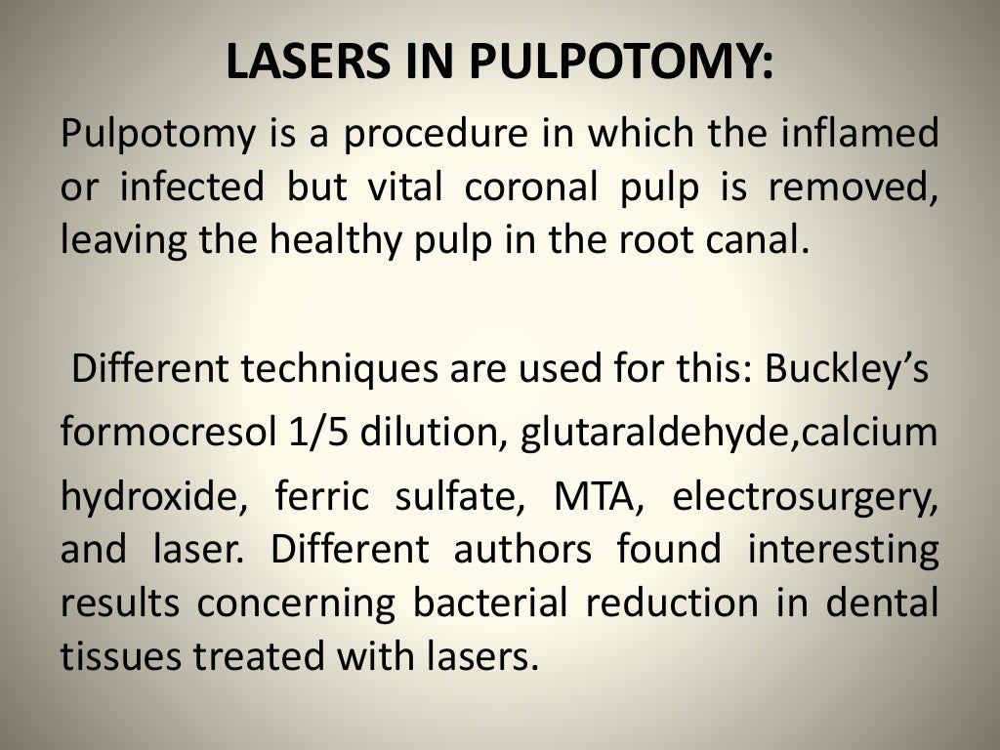 LASERS IN PULPOTOMY:
Pulpotomy is a procedure in which the inflamed
or infected but vital coronal pulp is removed,
leaving the healthy pulp in the root canal.
Different techniques are used for this: Buckley’s
formocresol 1/5 dilution, glutaraldehyde,calcium
hydroxide, ferric sulfate, MTA, electrosurgery,
and laser. Different authors found interesting
results concerning bacterial reduction in dental
tissues treated with lasers.